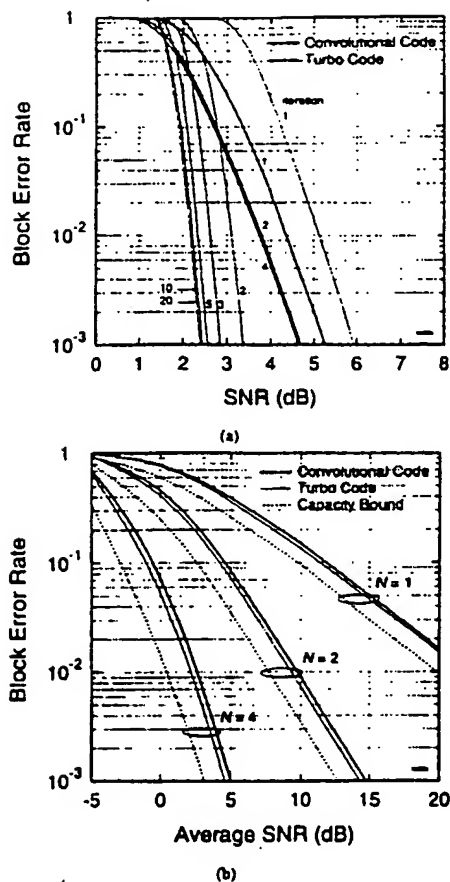 1
Convolutional Code
Turbo Code
Iteration
1
10⁻¹
Block Error Rate
1
2
10⁻²
4
10
20
5
3
2
10⁻³
0 1 2 3 4 5 6 7 8
SNR (dB)
(a)
1
Convolutional Code
Turbo Code
Capacity Bound
10⁻¹
N = 1
Block Error Rate
N = 2
10⁻²
N = 4
10⁻³
-5 0 5 10 15 20
Average SNR (dB)
(b)